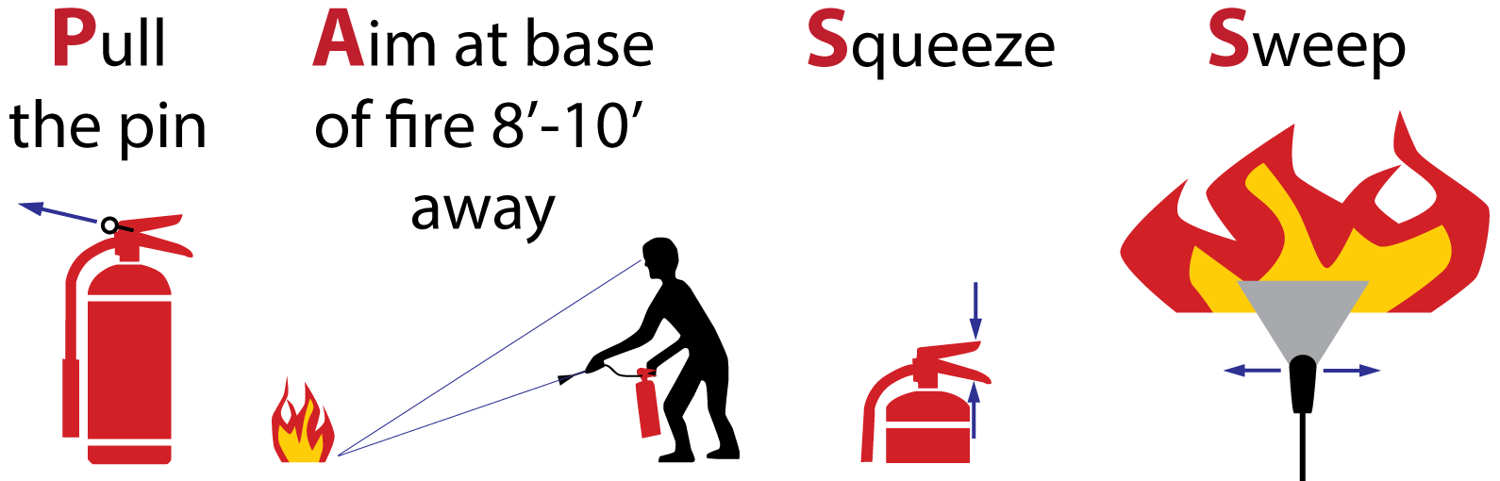 Pull
the pin
Aim at base
of fire 8’-10’
away
Squeeze
Sweep